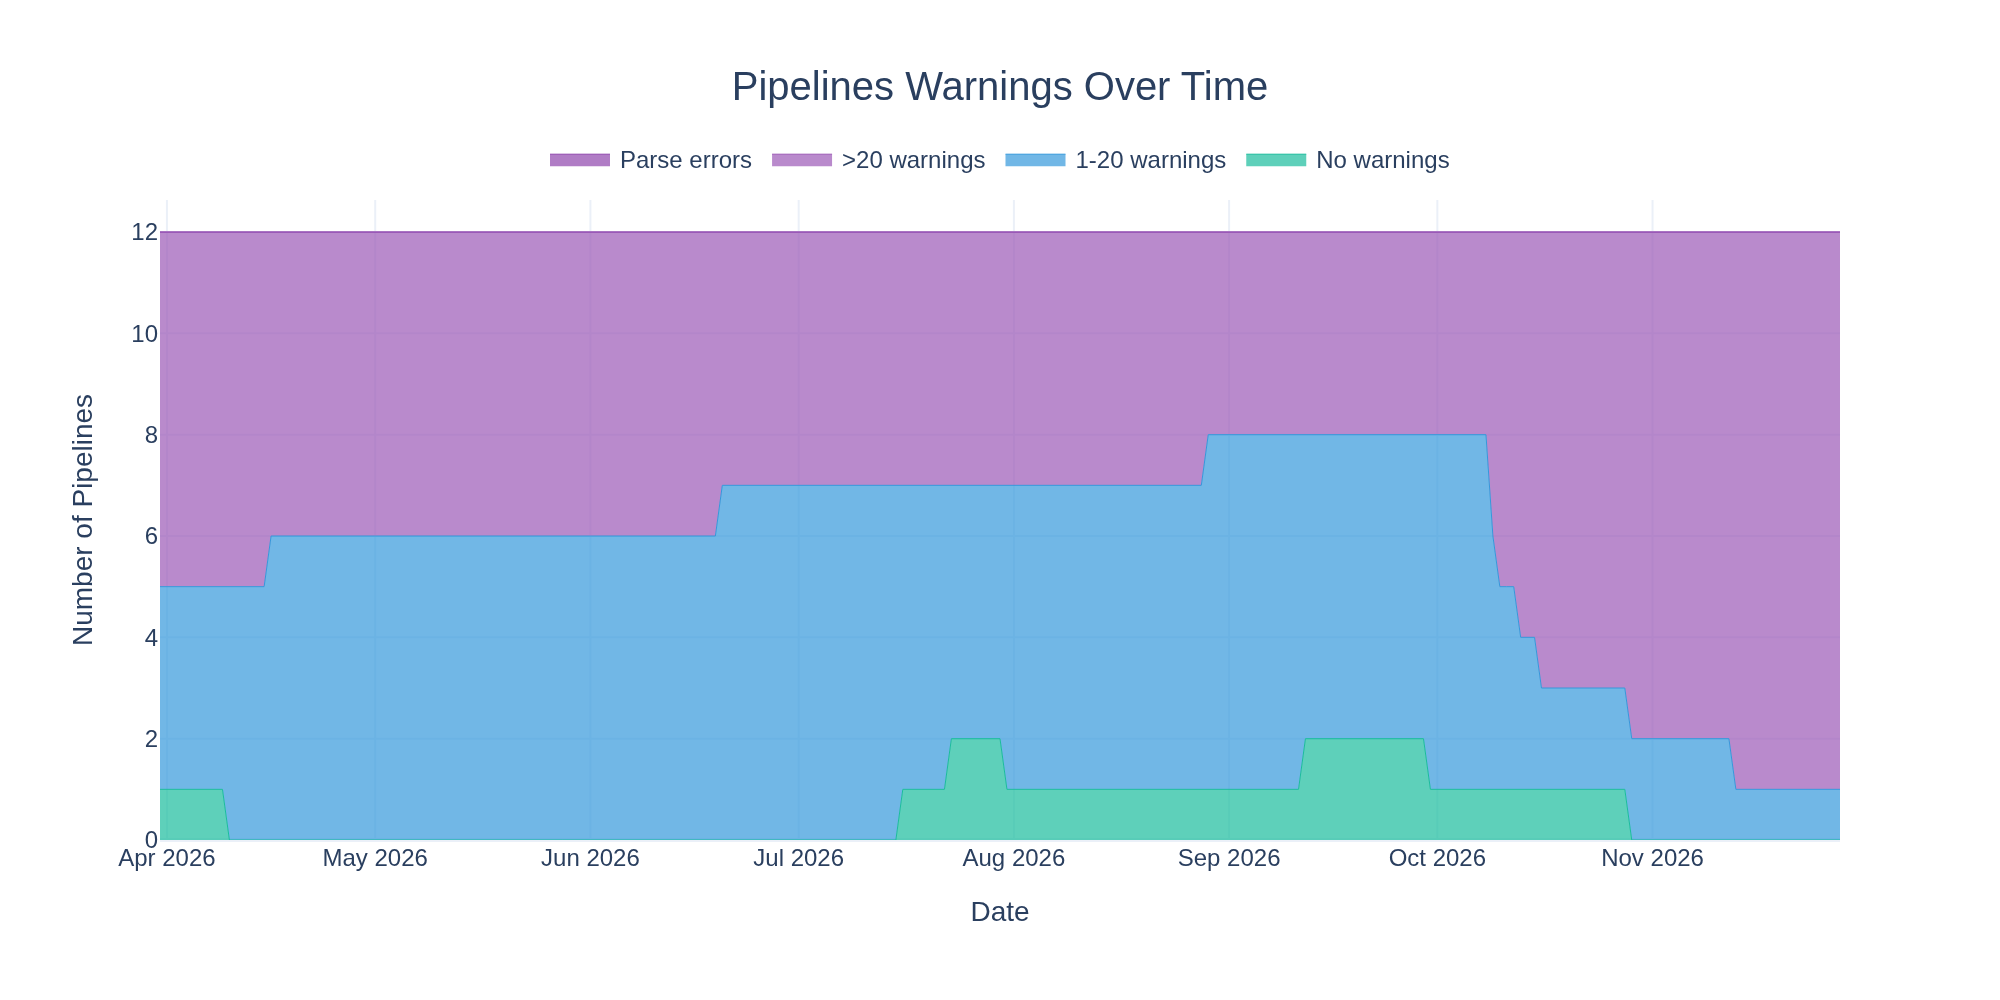 Pipelines Warnings Over Time
Parse errors >20 warnings 1-20 warnings No warnings
12
10
8
6
4
2
0
Number of Pipelines
Apr 2026 May 2026 Jun 2026 Jul 2026 Aug 2026 Sep 2026 Oct 2026 Nov 2026
Date